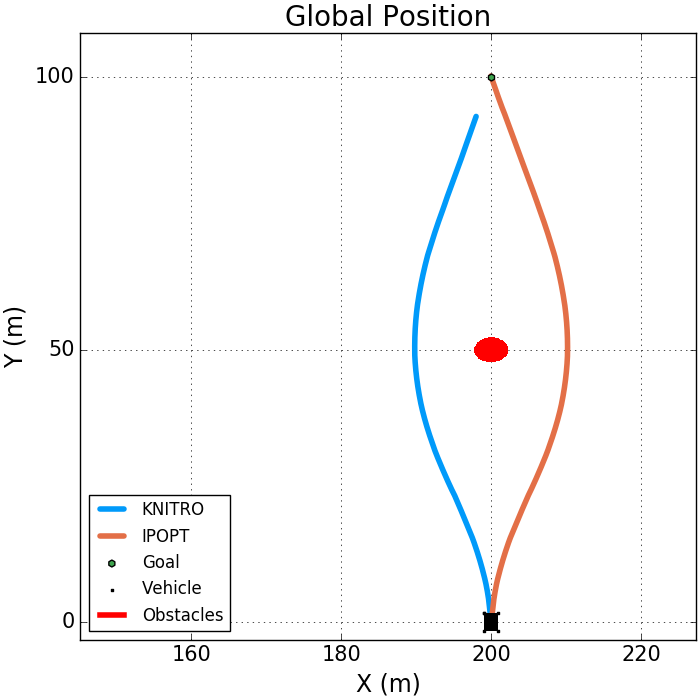 Global Position
Y (m)
100
50
0
KNITRO
IPOPT
Goal
Vehicle
Obstacles
160
180
200
220
X (m)